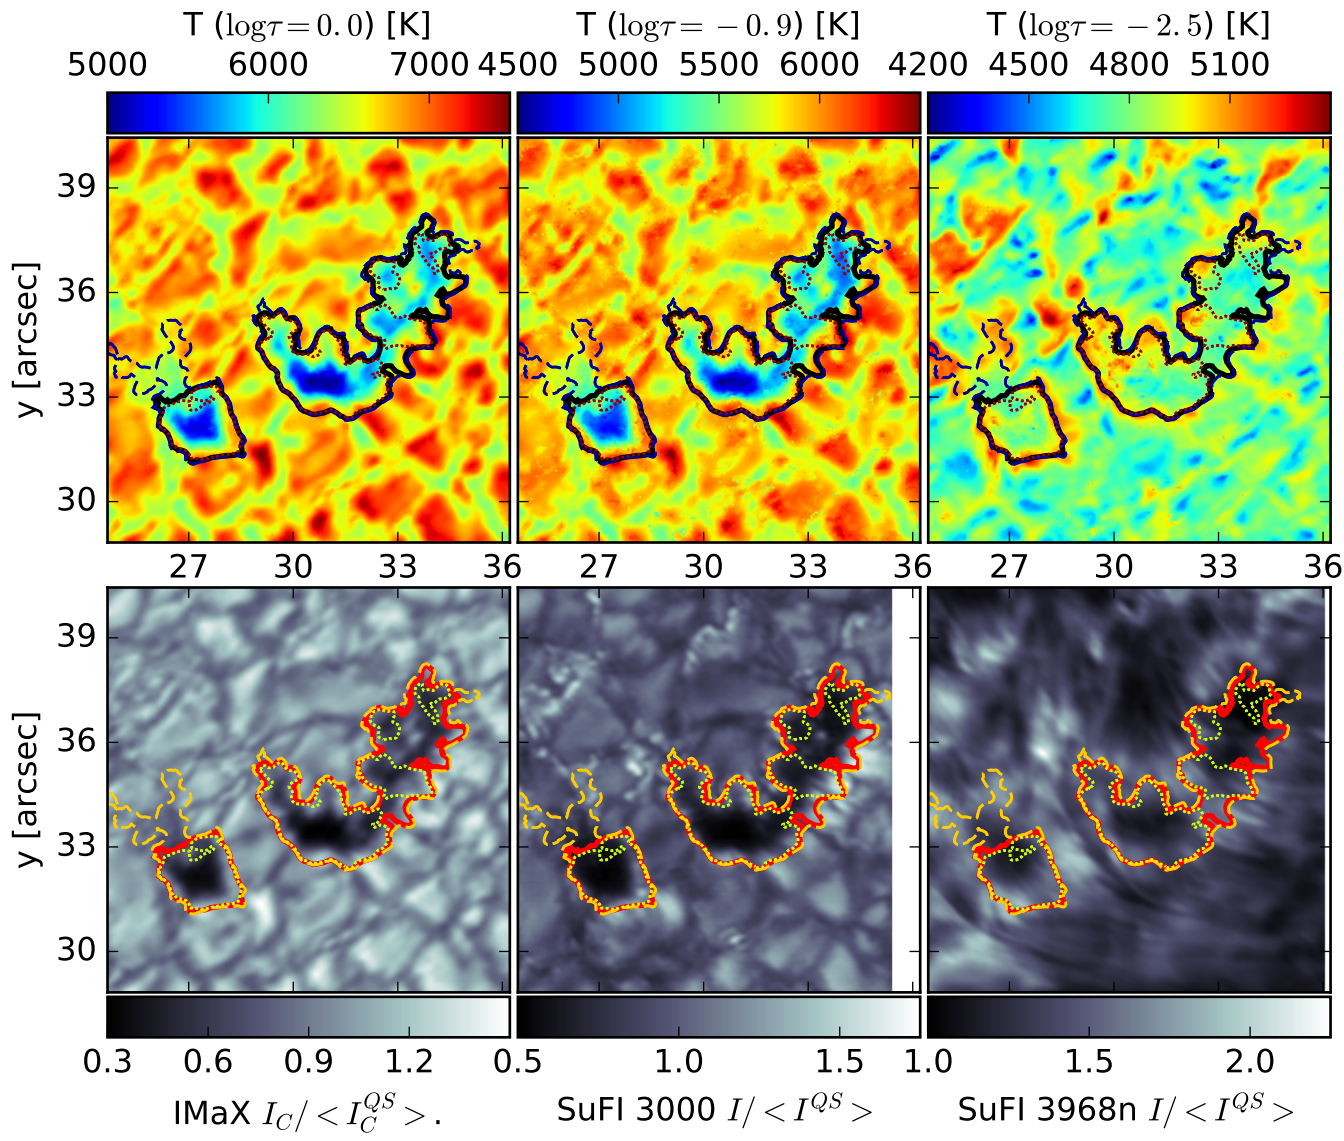 T (logτ = 0.0) [K] T (logτ = −0.9) [K] T (logτ = −2.5) [K]
5000 6000 7000 4500 5000 5500 6000 4200 4500 4800 5100
39
36
33
30
y [arcsec]
27 30 33 36 27 30 33 36 27 30 33 36
39
36
33
30
y [arcsec]
0.3 0.6 0.9 1.2 0.5 1.0 1.5 1.0 1.5 2.0
IMaX I_C/<I_C^{QS}>. SuFI 3000 I/<I^{QS}> SuFI 3968n I/<I^{QS}>